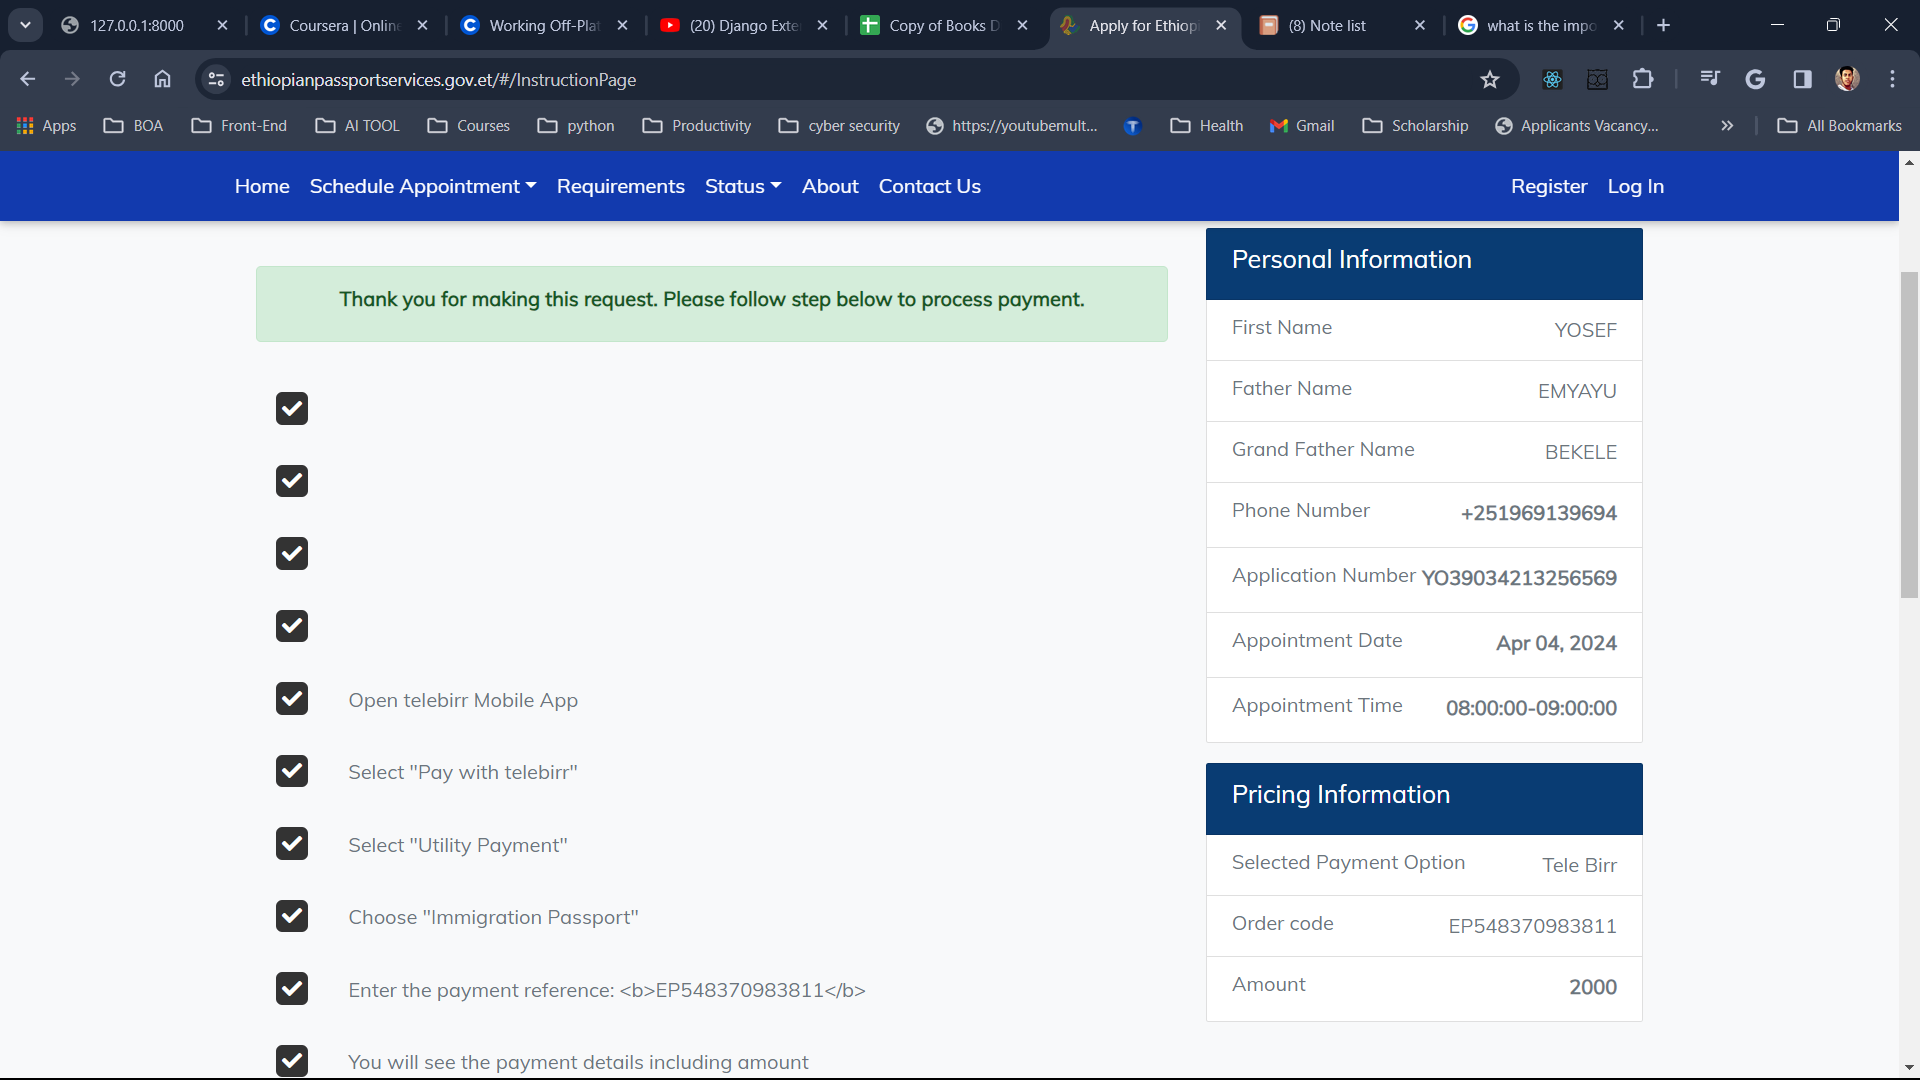 127.0.0.1:8000
Coursera | Online
Working Off-Plat
(20) Django Exte
Copy of Books D
Apply for Ethiop
(8) Note list
what is the impo
ethiopianpassportservices.gov.et/#/InstructionPage
Apps
BOA
Front-End
AI TOOL
Courses
python
Productivity
cyber security
https://youtubemult...
T
Health
Gmail
Scholarship
Applicants Vacancy...
All Bookmarks
Home
Schedule Appointment
Requirements
Status
About
Contact Us
Register
Log In
Thank you for making this request. Please follow step below to process payment.
Open telebirr Mobile App
Select "Pay with telebirr"
Select "Utility Payment"
Choose "Immigration Passport"
Enter the payment reference: <b>EP548370983811</b>
You will see the payment details including amount
Personal Information
First Name YOSEF
Father Name EMYAYU
Grand Father Name BEKELE
Phone Number +251969139694
Application Number YO39034213256569
Appointment Date Apr 04, 2024
Appointment Time 08:00:00-09:00:00
Pricing Information
Selected Payment Option Tele Birr
Order code EP548370983811
Amount 2000